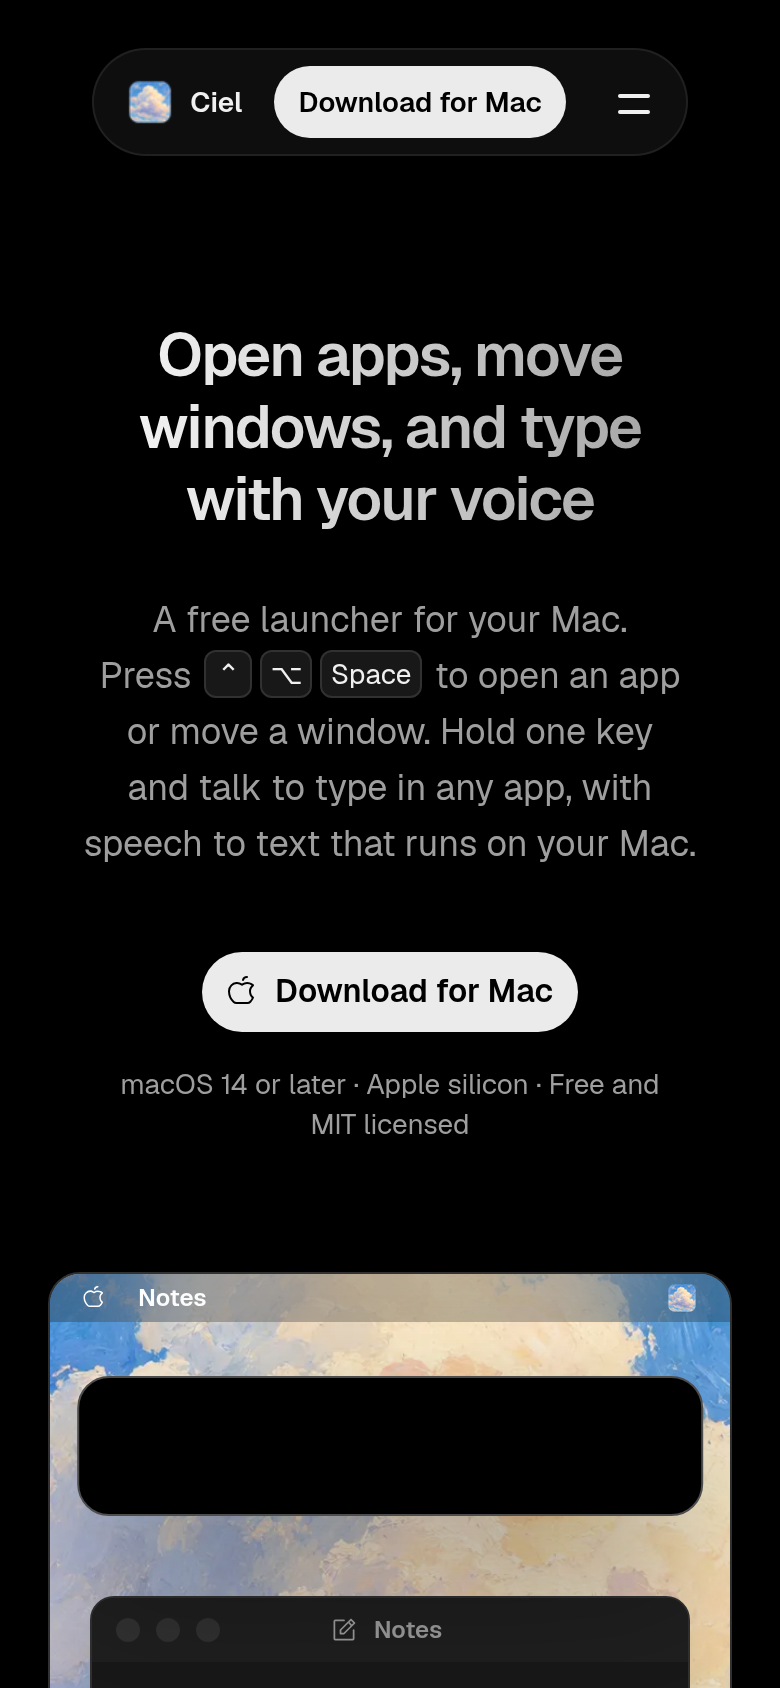 Ciel
Download for Mac
Open apps, move
windows, and type
with your voice
A free launcher for your Mac.
Press ⌃ ⌥ Space to open an app
or move a window. Hold one key
and talk to type in any app, with
speech to text that runs on your Mac.
Download for Mac
macOS 14 or later · Apple silicon · Free and
MIT licensed
Notes
Notes